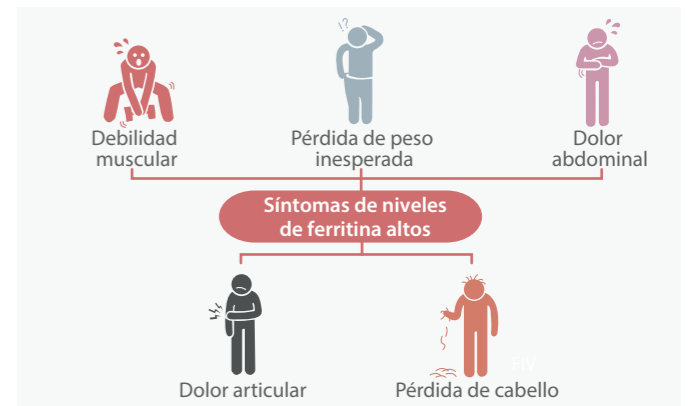 !?
Debilidad
muscular
Pérdida de peso
inesperada
Dolor
abdominal
Síntomas de niveles
de ferritina altos
Dolor articular
Pérdida de cabello
FIV